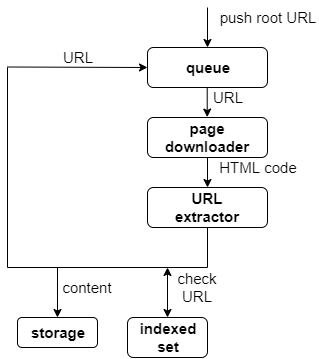 push root URL
URL
queue
URL
page
downloader
HTML code
URL
extractor
content
check
URL
storage
indexed
set